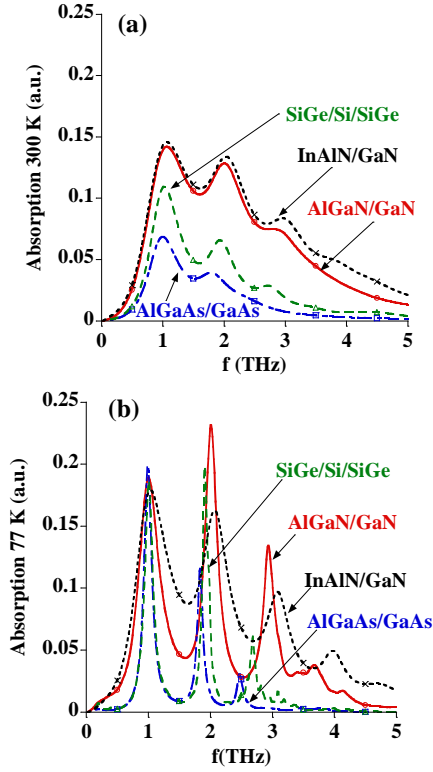 (a)
0.25
0.2
0.15
0.1
0.05
0
Absorption 300 K (a.u.)
SiGe/Si/SiGe
InAlN/GaN
AlGaN/GaN
AlGaAs/GaAs
0 1 2 3 4 5
f (THz)
(b)
0.25
0.2
0.15
0.1
0.05
0
Absorption 77 K (a.u.)
SiGe/Si/SiGe
AlGaN/GaN
InAlN/GaN
AlGaAs/GaAs
0 1 2 3 4 5
f(THz)